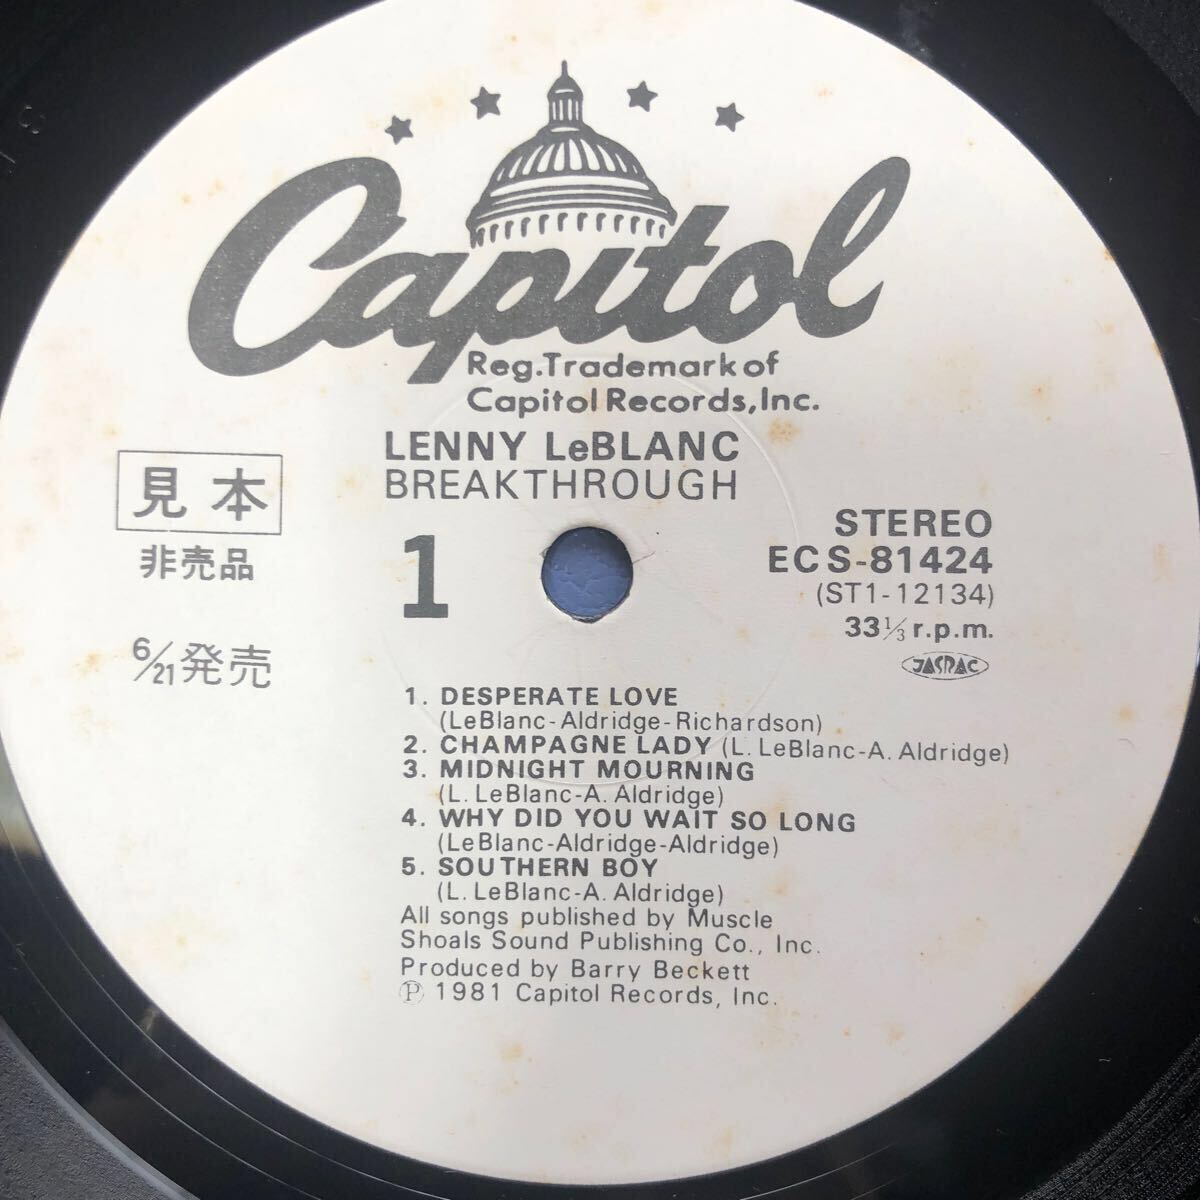 Capitol
Reg.Trademark of
Capitol Records,Inc.
LENNY LeBLANC
BREAKTHROUGH
見本
非売品
6/21発売
1
STEREO
ECS-81424
(ST1-12134)
33⅓ r.p.m.
JASRAC
1. DESPERATE LOVE
(LeBlanc-Aldridge-Richardson)
2. CHAMPAGNE LADY (L. LeBlanc-A. Aldridge)
3. MIDNIGHT MOURNING
(L. LeBlanc-A. Aldridge)
4. WHY DID YOU WAIT SO LONG
(LeBlanc-Aldridge-Aldridge)
5. SOUTHERN BOY
(L. LeBlanc-A. Aldridge)
All songs published by Muscle
Shoals Sound Publishing Co., Inc.
Produced by Barry Beckett
Ⓟ 1981 Capitol Records, Inc.